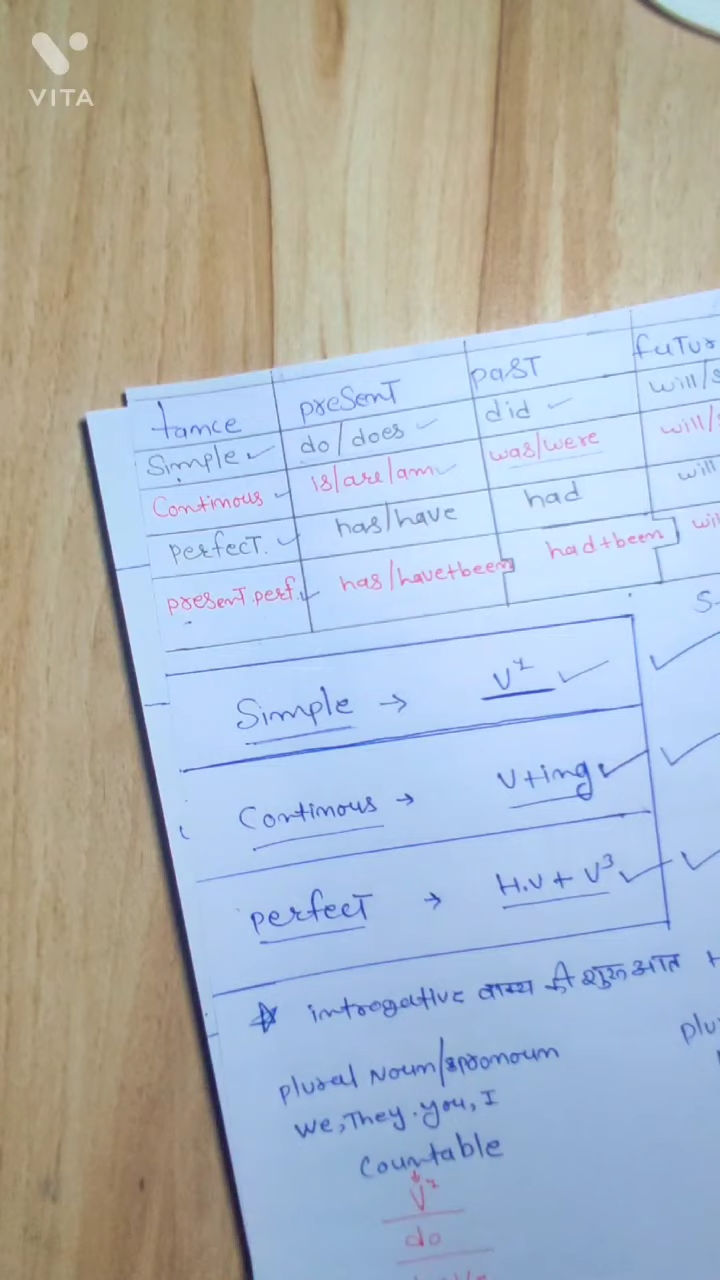 VITA
tance present past futur
Simple do/does did will/s
Continous is/are/am was/were will/
perfect. has/have had will
present.perf. has/have+been had+been wil
S
Simple → V¹
Continous → V+ing
perfect → H.V + V³
introgative वाक्य की शुरुआत H
plural Noun/pronoun plu
We, They. you, I
Countable
V¹
do